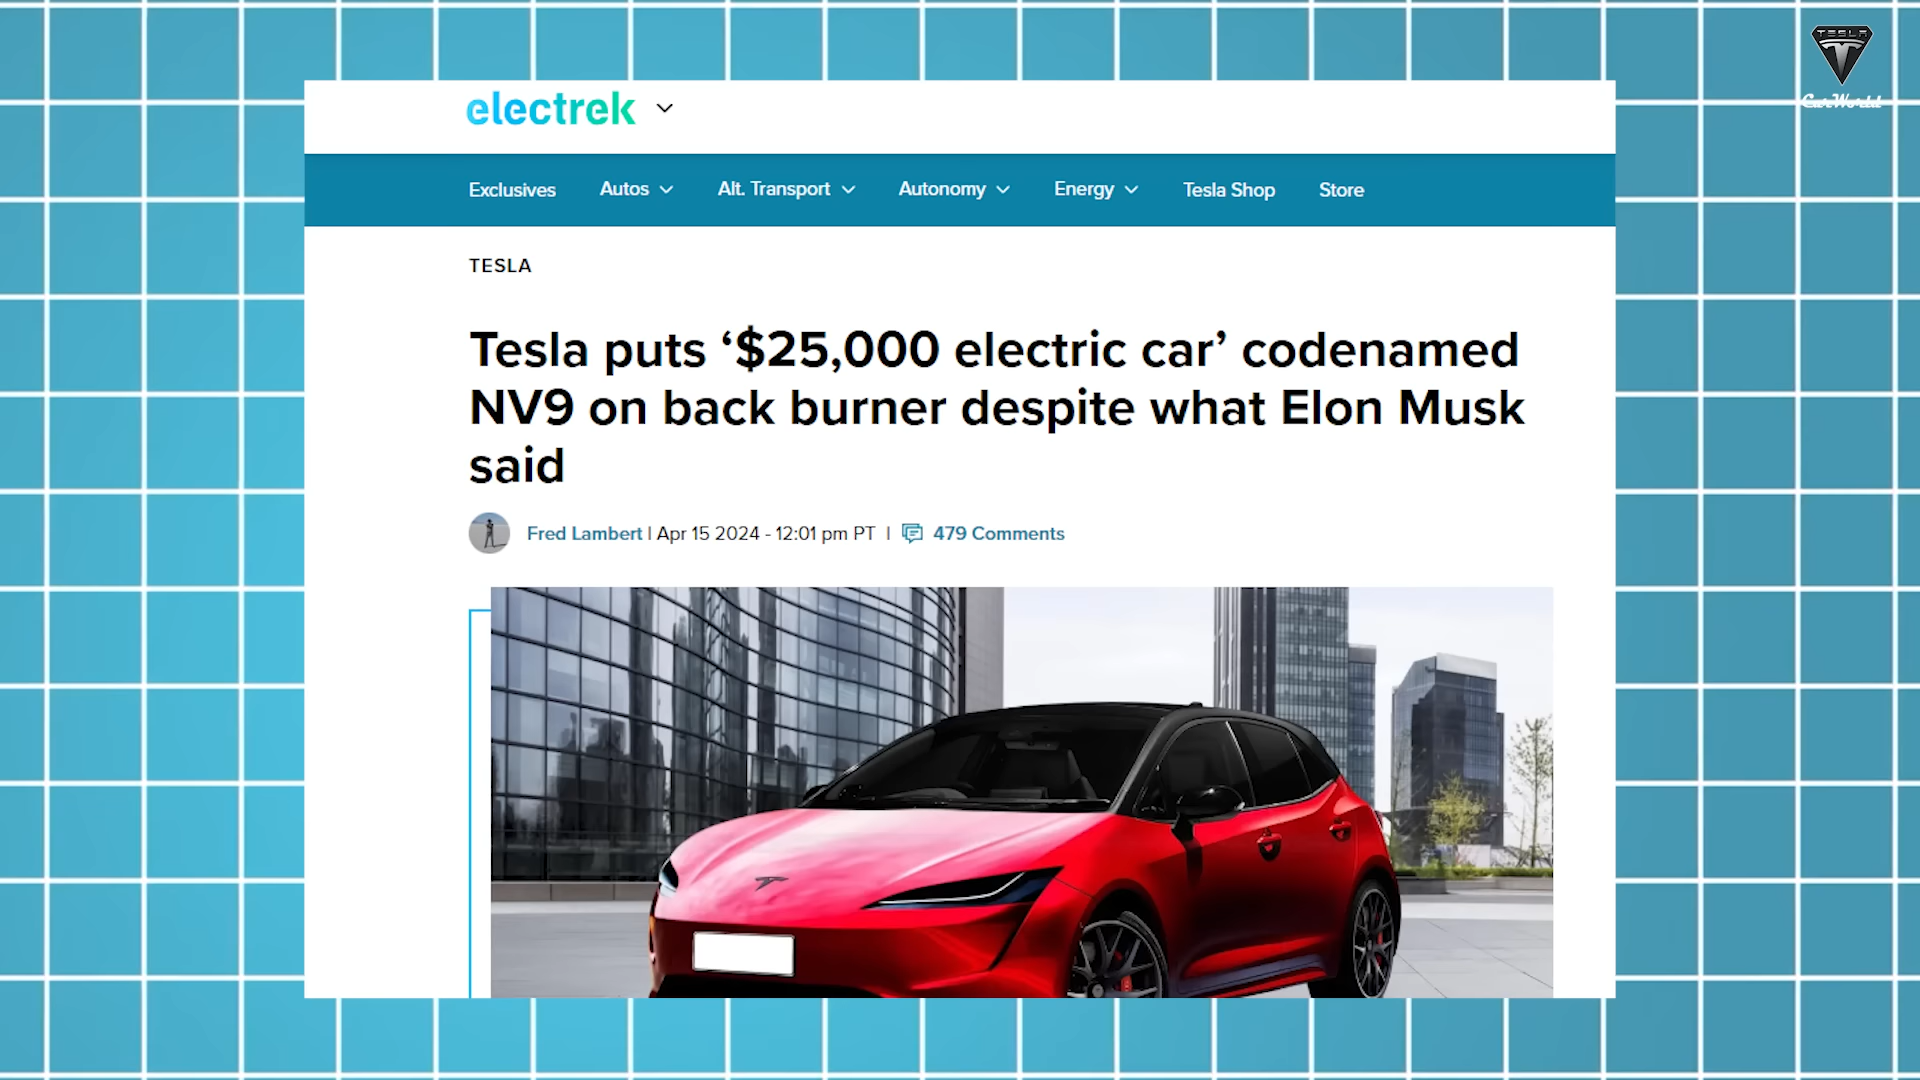 TESLA
CarWorld
electrek
Exclusives Autos Alt. Transport Autonomy Energy Tesla Shop Store
TESLA
Tesla puts ‘$25,000 electric car’ codenamed
NV9 on back burner despite what Elon Musk
said
Fred Lambert | Apr 15 2024 - 12:01 pm PT | 479 Comments